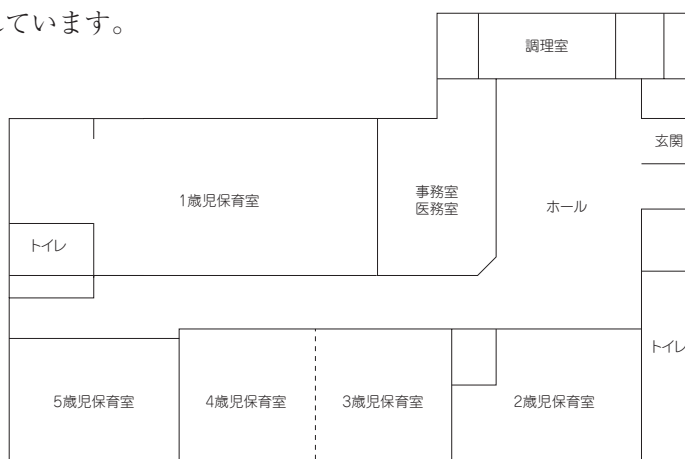 れています。
調理室
玄関
1歳児保育室
事務室
医務室
ホール
トイレ
トイレ
5歳児保育室
4歳児保育室
3歳児保育室
2歳児保育室